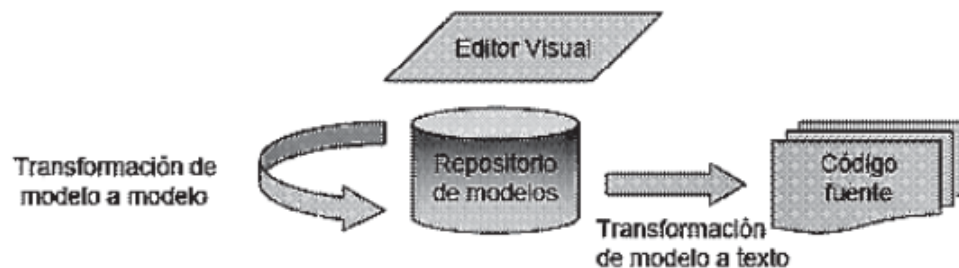 Editor Visual
Transformación de
modelo a modelo
Repositorio
de modelos
Transformación
de modelo a texto
Código
fuente